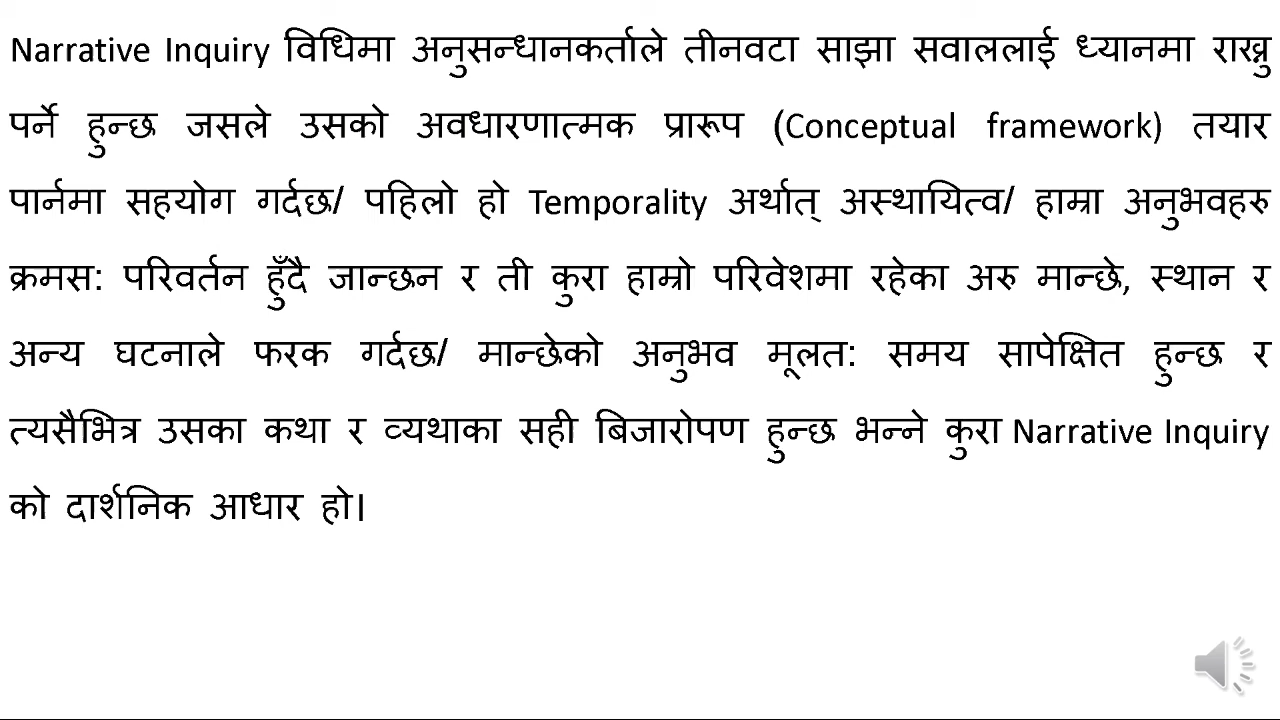 Narrative Inquiry विधिमा अनुसन्धानकर्ताले तीनवटा साझा सवाललाई ध्यानमा राख्नु
पर्ने हुन्छ जसले उसको अवधारणात्मक प्रारूप (Conceptual framework) तयार
पार्नमा सहयोग गर्दछ/ पहिलो हो Temporality अर्थात् अस्थायित्व/ हाम्रा अनुभवहरु
क्रमस: परिवर्तन हुँदै जान्छन र ती कुरा हाम्रो परिवेशमा रहेका अरु मान्छे, स्थान र
अन्य घटनाले फरक गर्दछ/ मान्छेको अनुभव मूलत: समय सापेक्षित हुन्छ र
त्यसैभित्र उसका कथा र व्यथाका सही बिजारोपण हुन्छ भन्ने कुरा Narrative Inquiry
को दार्शनिक आधार हो।